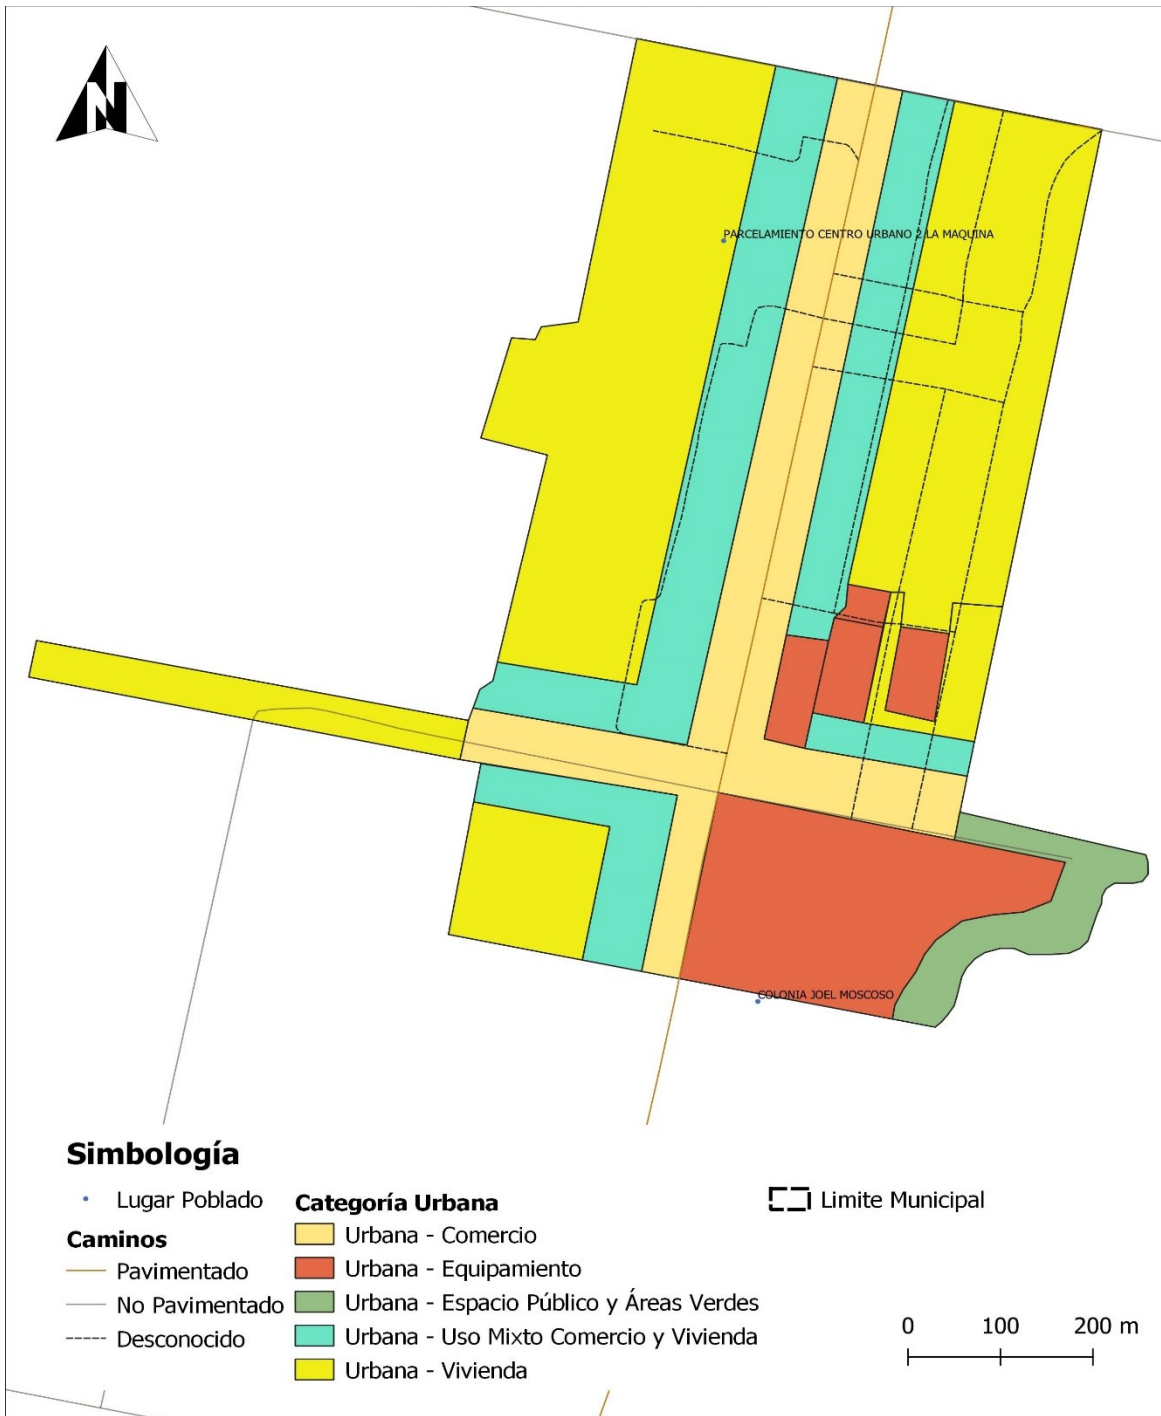 N
PARCELAMIENTO CENTRO URBANO 2 LA MAQUINA
COLONIA JOEL MOSCOSO
Simbología
Lugar Poblado
Caminos
Pavimentado
No Pavimentado
Desconocido
Categoría Urbana
Urbana - Comercio
Urbana - Equipamiento
Urbana - Espacio Público y Áreas Verdes
Urbana - Uso Mixto Comercio y Vivienda
Urbana - Vivienda
Limite Municipal
0 100 200 m